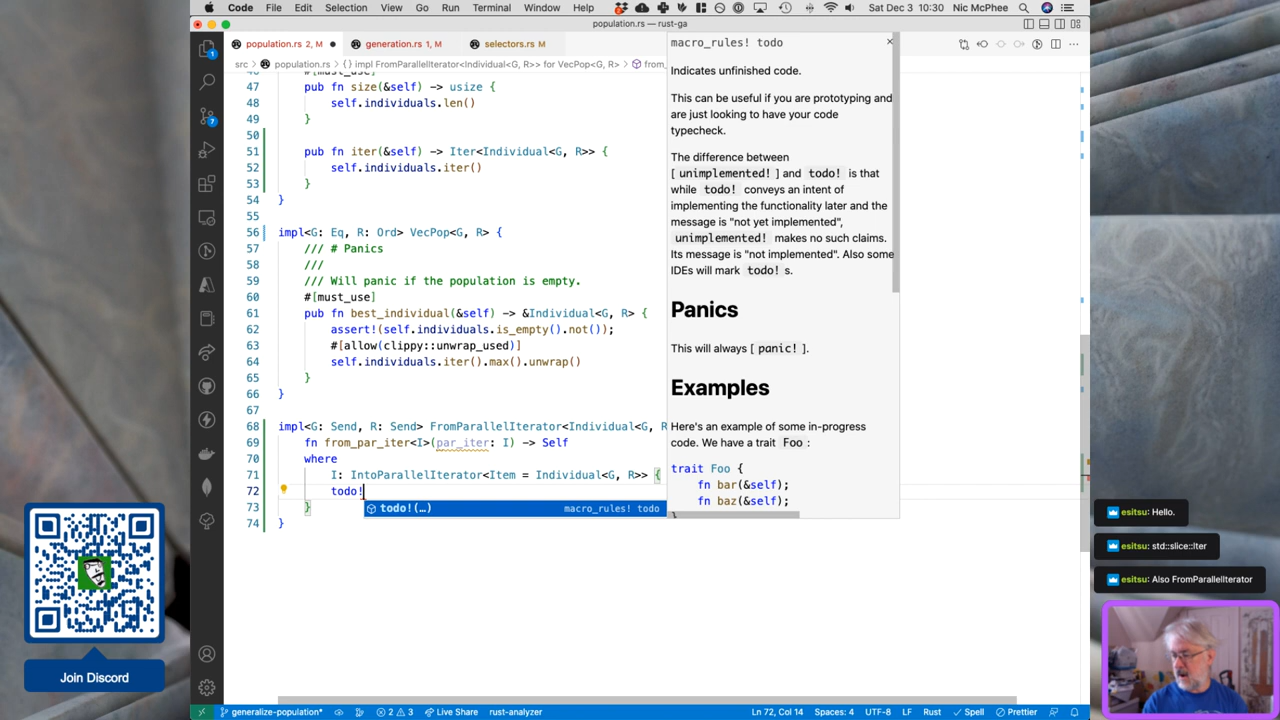 Code File Edit Selection View Go Run Terminal Window Help Sat Dec 3 10:30 Nic McPhee
population.rs — rust-ga
population.rs 2, M
generation.rs 1, M
selectors.rs M
src > population.rs > {} impl FromParallelIterator<Individual<G, R>> for VecPop<G, R> > from_
46 #[must_use]
47 pub fn size(&self) -> usize {
48 self.individuals.len()
49 }
50
51 pub fn iter(&self) -> Iter<Individual<G, R>> {
52 self.individuals.iter()
53 }
54 }
55
56 impl<G: Eq, R: Ord> VecPop<G, R> {
57 /// # Panics
58 ///
59 /// Will panic if the population is empty.
60 #[must_use]
61 pub fn best_individual(&self) -> &Individual<G, R> {
62 assert!(self.individuals.is_empty().not());
63 #[allow(clippy::unwrap_used)]
64 self.individuals.iter().max().unwrap()
65 }
66 }
67
68 impl<G: Send, R: Send> FromParallelIterator<Individual<G, R
69 fn from_par_iter<I>(par_iter: I) -> Self
70 where
71 I: IntoParallelIterator<Item = Individual<G, R>> {
72 todo!
73 }
74 }
todo!(…) macro_rules! todo
macro_rules! todo
Indicates unfinished code.
This can be useful if you are prototyping and
are just looking to have your code
typecheck.
The difference between
[unimplemented!] and todo! is that
while todo! conveys an intent of
implementing the functionality later and the
message is "not yet implemented",
unimplemented! makes no such claims.
Its message is "not implemented". Also some
IDEs will mark todo! s.
Panics
This will always [panic!].
Examples
Here's an example of some in-progress
code. We have a trait Foo :
trait Foo {
fn bar(&self);
fn baz(&self);
}
esitsu: Hello.
esitsu: std::slice::Iter
esitsu: Also FromParallelIterator
Join Discord
generalize-population* 2 3 Live Share rust-analyzer Ln 72, Col 14 Spaces: 4 UTF-8 LF Rust Spell Prettier